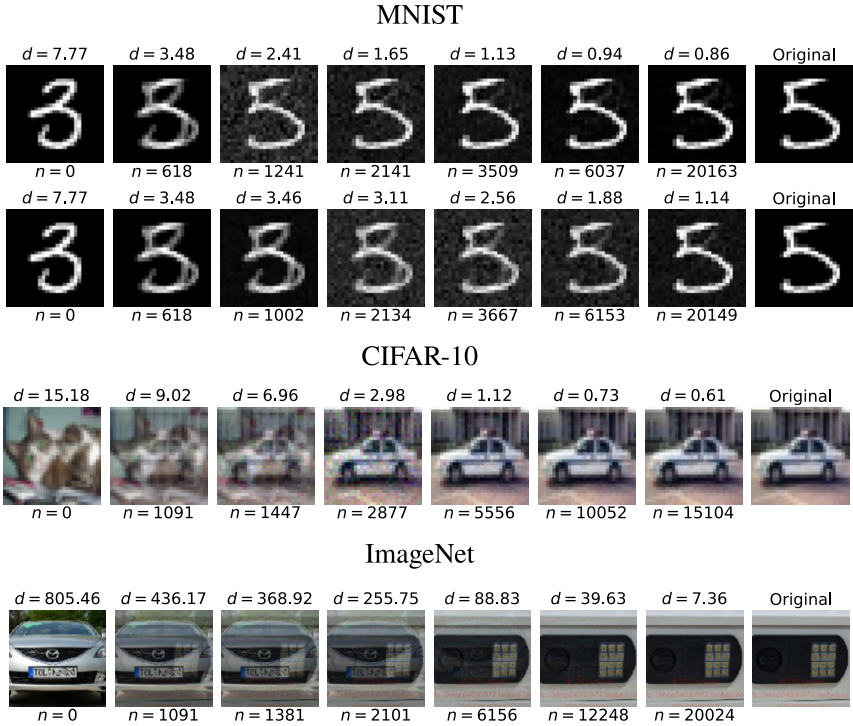 MNIST
d = 7.77 d = 3.48 d = 2.41 d = 1.65 d = 1.13 d = 0.94 d = 0.86 Original
n = 0 n = 618 n = 1241 n = 2141 n = 3509 n = 6037 n = 20163
d = 7.77 d = 3.48 d = 3.46 d = 3.11 d = 2.56 d = 1.88 d = 1.14 Original
n = 0 n = 618 n = 1002 n = 2134 n = 3667 n = 6153 n = 20149
CIFAR-10
d = 15.18 d = 9.02 d = 6.96 d = 2.98 d = 1.12 d = 0.73 d = 0.61 Original
n = 0 n = 1091 n = 1447 n = 2877 n = 5556 n = 10052 n = 15104
ImageNet
d = 805.46 d = 436.17 d = 368.92 d = 255.75 d = 88.83 d = 39.63 d = 7.36 Original
n = 0 n = 1091 n = 1381 n = 2101 n = 6156 n = 12248 n = 20024